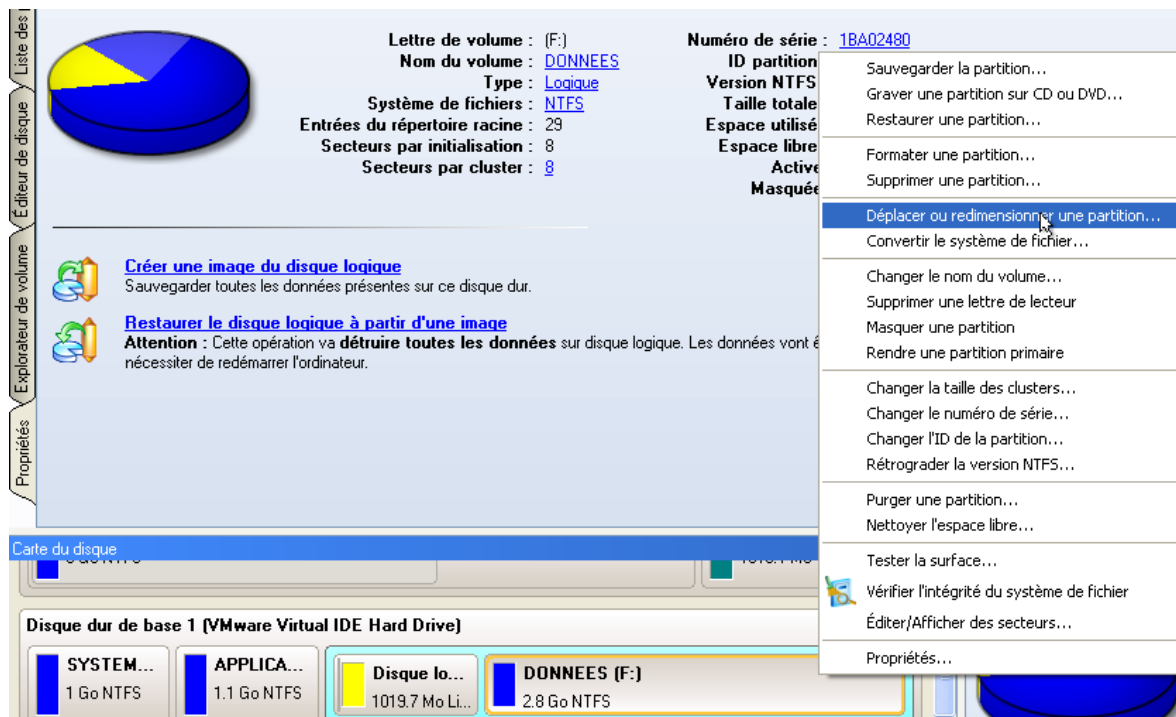 Liste des
Éditeur de disque
Explorateur de volume
Propriétés
Lettre de volume : (F:)
Nom du volume : DONNEES
Type : Logique
Système de fichiers : NTFS
Entrées du répertoire racine : 29
Secteurs par initialisation : 8
Secteurs par cluster : 8
Numéro de série : 1BA02480
ID partition
Version NTFS
Taille totale
Espace utilisé
Espace libre
Active
Masquée
Créer une image du disque logique
Sauvegarder toutes les données présentes sur ce disque dur.
Restaurer le disque logique à partir d'une image
Attention : Cette opération va détruire toutes les données sur disque logique. Les données vont
nécessiter de redémarrer l'ordinateur.
Sauvegarder la partition...
Graver une partition sur CD ou DVD...
Restaurer une partition...
Formater une partition...
Supprimer une partition...
Déplacer ou redimensionner une partition...
Convertir le système de fichier...
Changer le nom du volume...
Supprimer une lettre de lecteur
Masquer une partition
Rendre une partition primaire
Changer la taille des clusters...
Changer le numéro de série...
Changer l'ID de la partition...
Rétrograder la version NTFS...
Purger une partition...
Nettoyer l'espace libre...
Tester la surface...
Vérifier l'intégrité du système de fichier
Éditer/Afficher des secteurs...
Propriétés...
Carte du disque
Disque dur de base 1 (VMware Virtual IDE Hard Drive)
SYSTEM...
1 Go NTFS
APPLICA...
1.1 Go NTFS
Disque lo...
1019.7 Mo Li...
DONNEES (F:)
2.8 Go NTFS